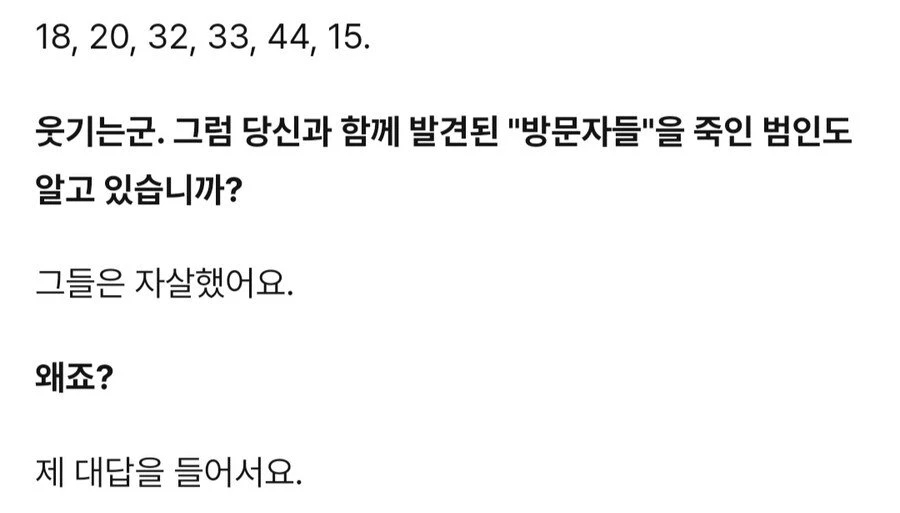 18, 20, 32, 33, 44, 15.
웃기는군. 그럼 당신과 함께 발견된 "방문자들"을 죽인 범인도
알고 있습니까?
그들은 자살했어요.
왜죠?
제 대답을 들어서요.